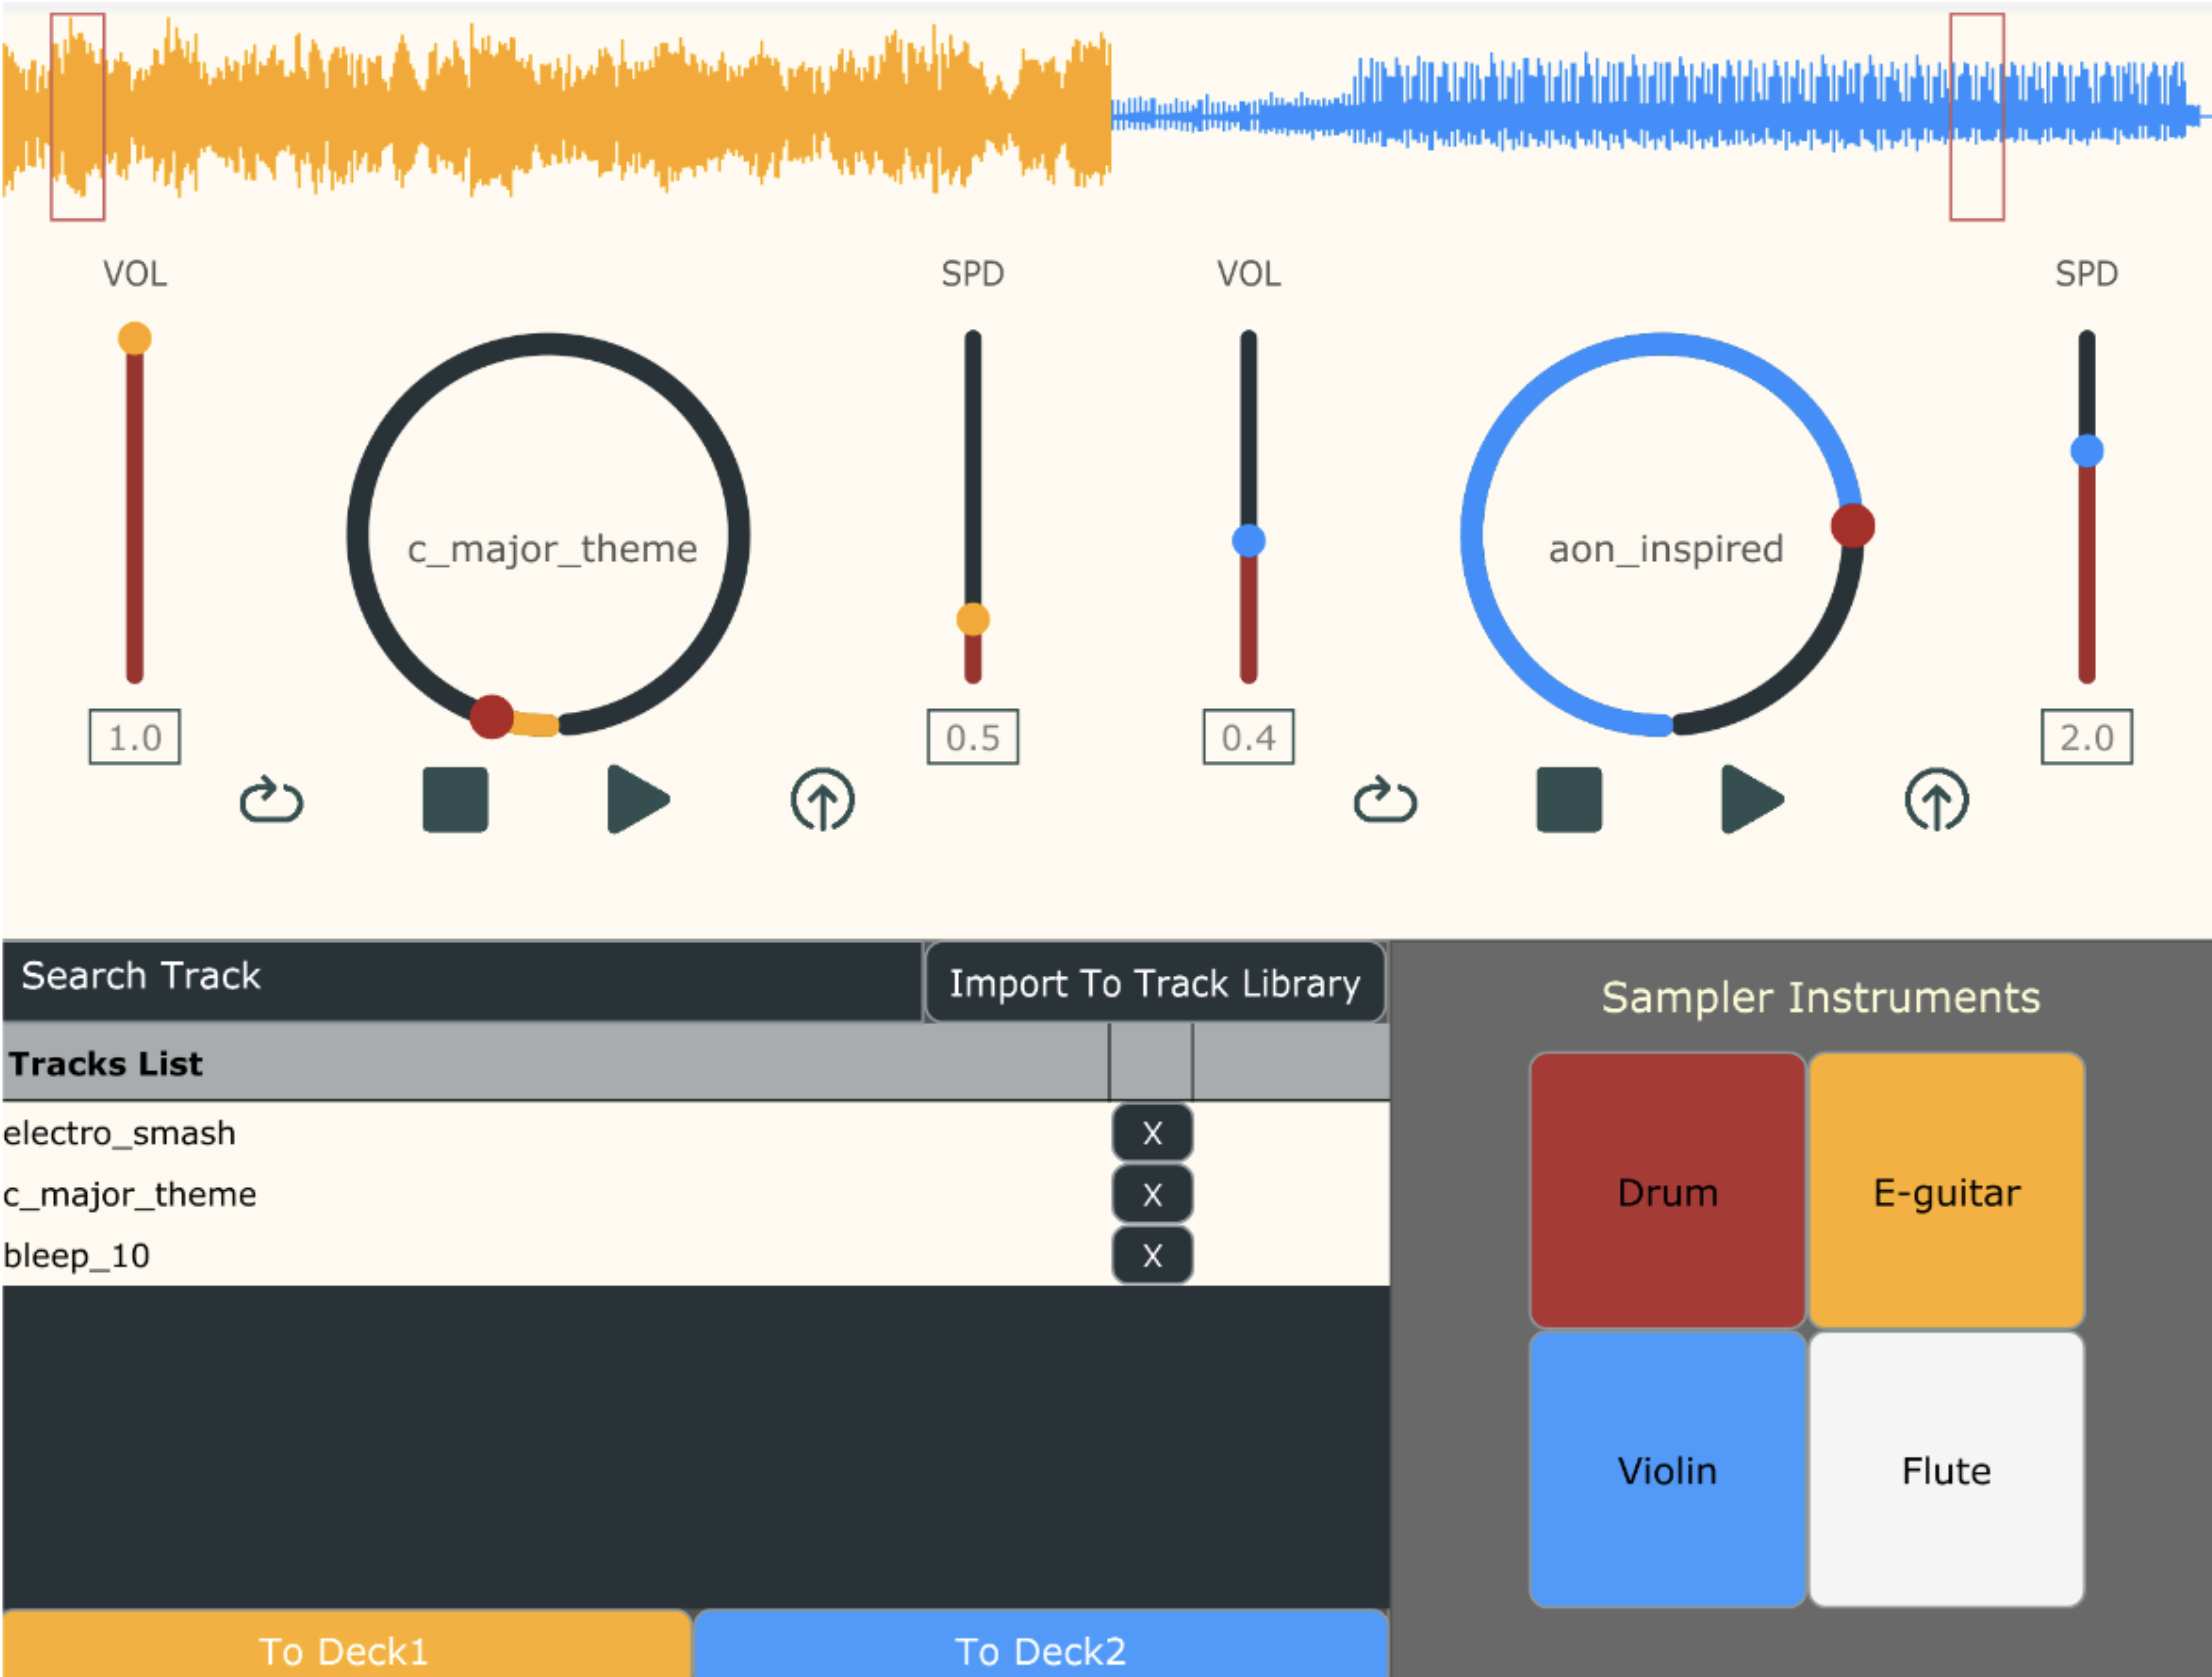 VOL
SPD
VOL
SPD
c_major_theme
aon_inspired
1.0
0.5
0.4
2.0
Search Track
Import To Track Library
Sampler Instruments
Tracks List
electro_smash
X
c_major_theme
X
bleep_10
X
Drum
E-guitar
Violin
Flute
To Deck1
To Deck2